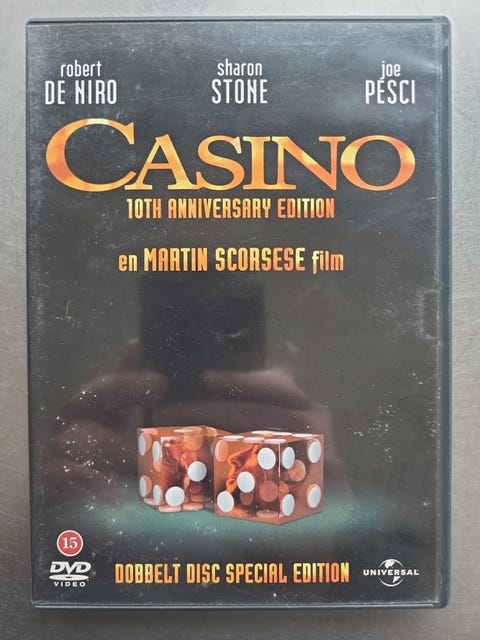 robert
DE NIRO
sharon
STONE
joe
PESCI
CASINO
10TH ANNIVERSARY EDITION
en MARTIN SCORSESE film
15
DVD
VIDEO
DOBBELT DISC SPECIAL EDITION
UNIVERSAL